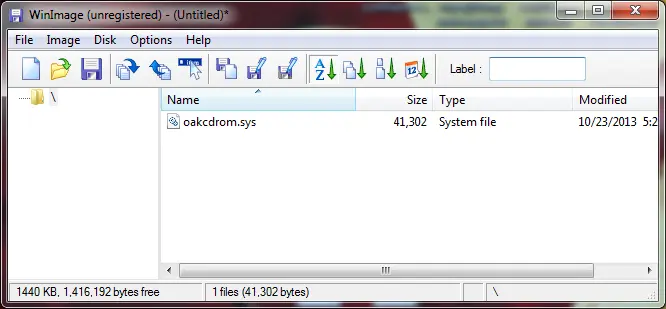 WinImage (unregistered) - (Untitled)*
File Image Disk Options Help
Label :
\
Name Size Type Modified
oakcdrom.sys 41,302 System file 10/23/2013 5:2
1440 KB, 1,416,192 bytes free 1 files (41,302 bytes) \